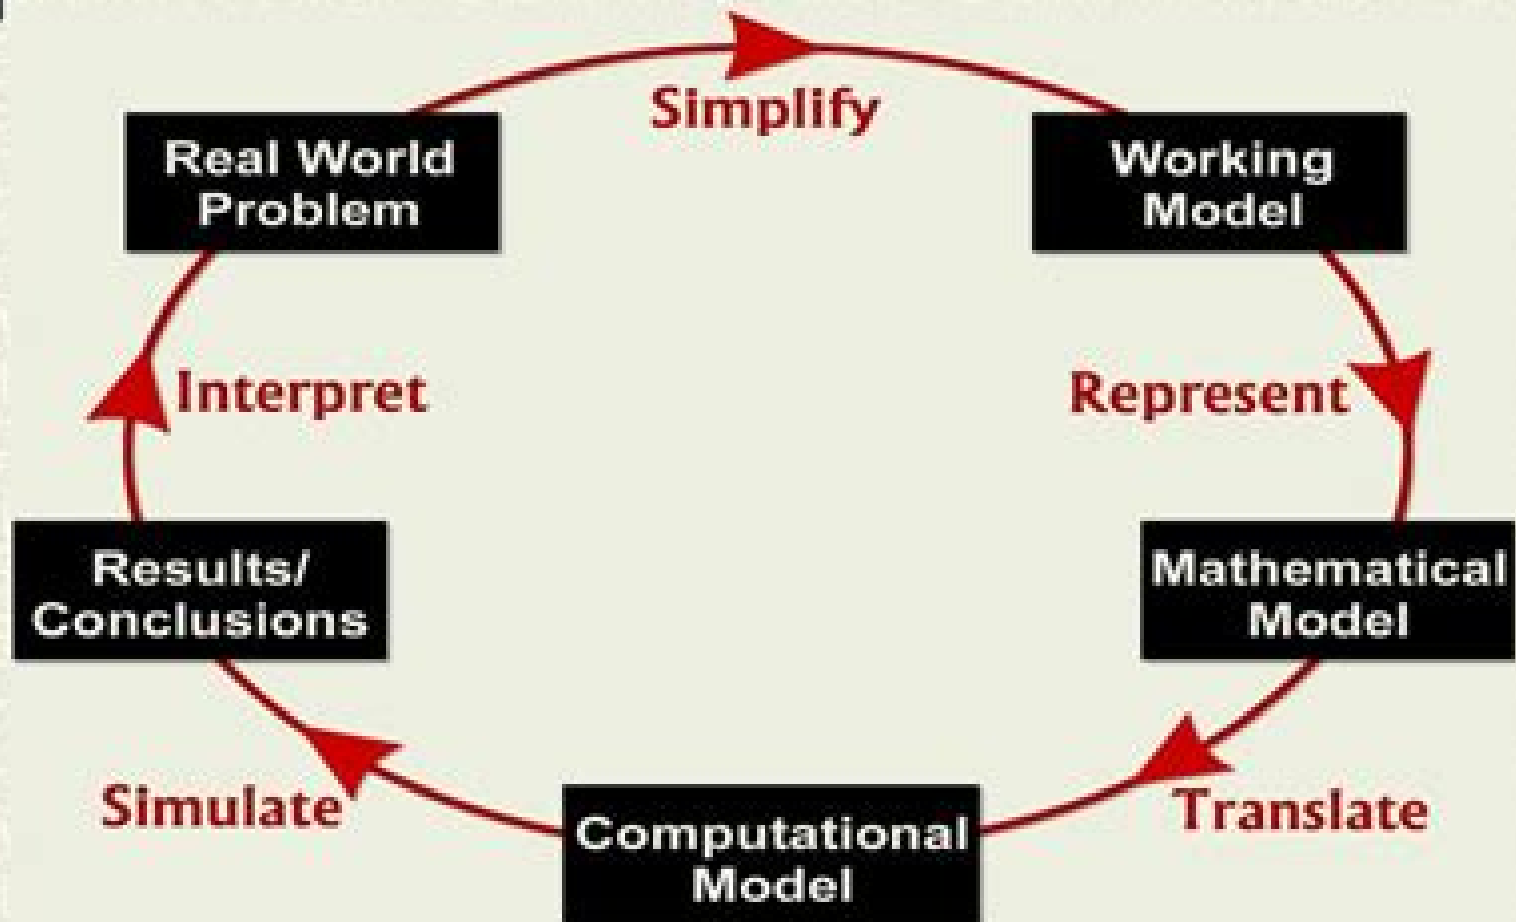 Simplify
Real World
Problem
Working
Model
Interpret
Represent
Results/
Conclusions
Mathematical
Model
Simulate
Translate
Computational
Model